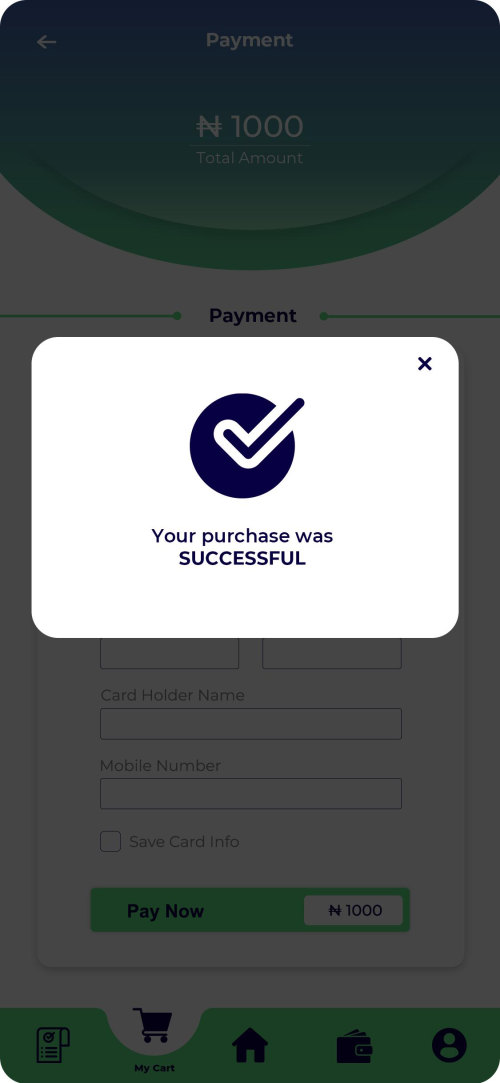 Payment
₦ 1000
Total Amount
Payment
Your purchase was
SUCCESSFUL
Card Holder Name
Mobile Number
Save Card Info
Pay Now
₦ 1000
My Cart